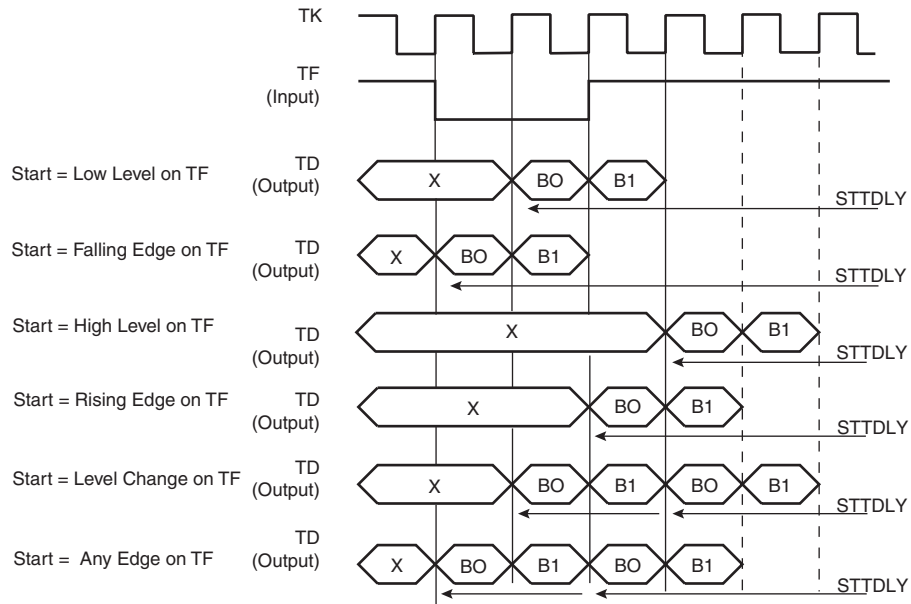 TK
TF
(Input)
Start = Low Level on TF
TD
(Output)
X
BO
B1
STTDLY
Start = Falling Edge on TF
TD
(Output)
X
BO
B1
STTDLY
Start = High Level on TF
TD
(Output)
X
BO
B1
STTDLY
Start = Rising Edge on TF
TD
(Output)
X
BO
B1
STTDLY
Start = Level Change on TF
TD
(Output)
X
BO
B1
BO
B1
STTDLY
Start = Any Edge on TF
TD
(Output)
X
BO
B1
BO
B1
STTDLY